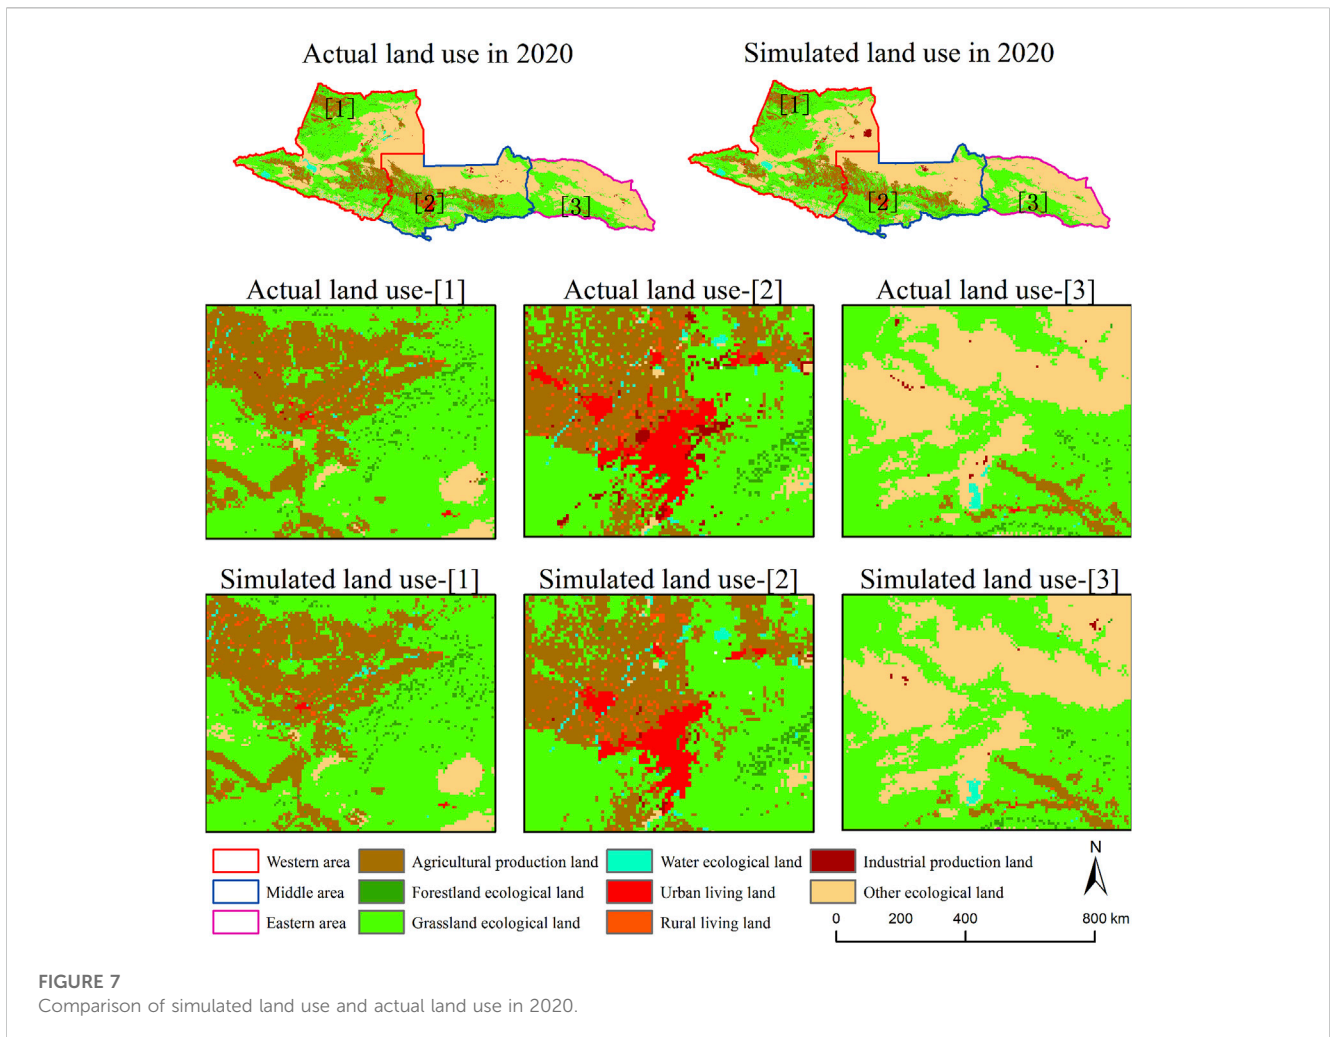 Actual land use in 2020
Simulated land use in 2020
[1]
[2]
[3]
[1]
[2]
[3]
Actual land use-[1]
Actual land use-[2]
Actual land use-[3]
Simulated land use-[1]
Simulated land use-[2]
Simulated land use-[3]
Western area
Agricultural production land
Water ecological land
Industrial production land
Middle area
Forestland ecological land
Urban living land
Other ecological land
Eastern area
Grassland ecological land
Rural living land
N
0 200 400 800 km
FIGURE 7
Comparison of simulated land use and actual land use in 2020.